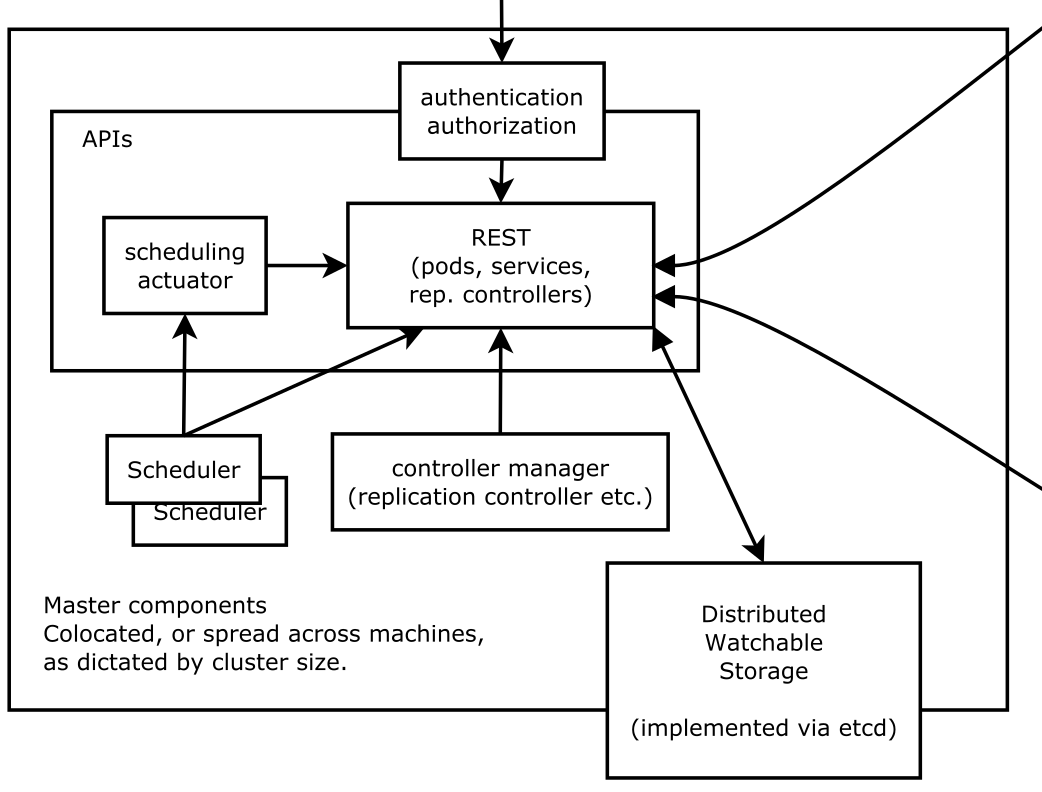 authentication
authorization
APIs
REST
(pods, services,
rep. controllers)
scheduling
actuator
Scheduler
Scheduler
controller manager
(replication controller etc.)
Master components
Colocated, or spread across machines,
as dictated by cluster size.
Distributed
Watchable
Storage
(implemented via etcd)